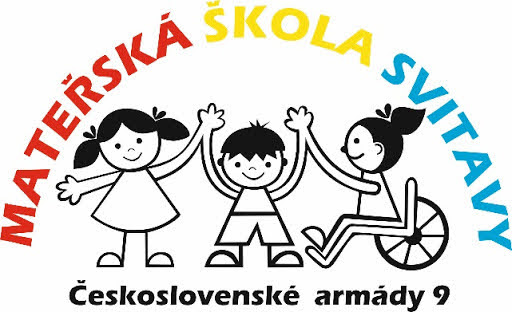 MATEŘSKÁ ŠKOLA SVITAVY
Československé armády 9